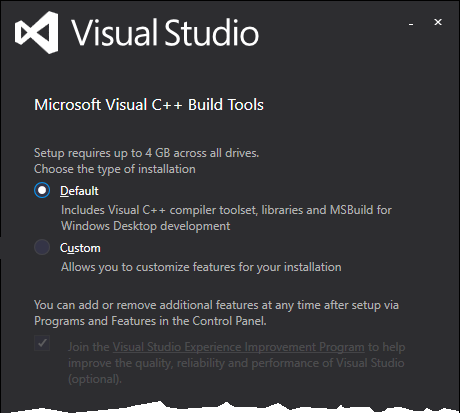 Visual Studio
Microsoft Visual C++ Build Tools
Setup requires up to 4 GB across all drives.
Choose the type of installation
Default
Includes Visual C++ compiler toolset, libraries and MSBuild for
Windows Desktop development
Custom
Allows you to customize features for your installation
You can add or remove additional features at any time after setup via
Programs and Features in the Control Panel.
Join the Visual Studio Experience Improvement Program to help
improve the quality, reliability and performance of Visual Studio
(optional).